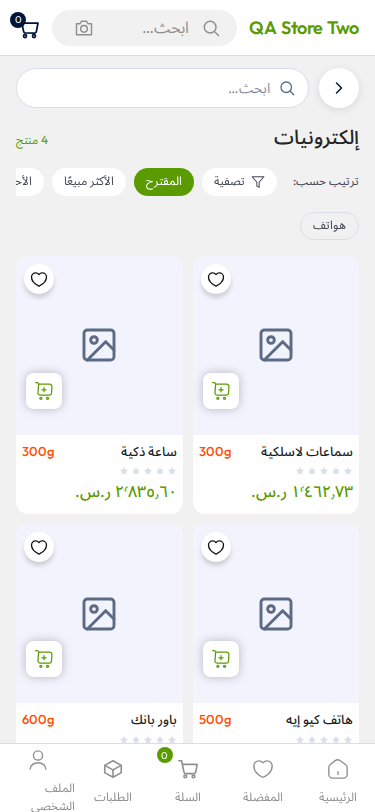 QA Store Two
ابحث...
0
ابحث...
إلكترونيات
4 منتج
ترتيب حسب:
تصفية
المقترح
الأكثر مبيعًا
هواتف
سماعات لاسلكية
300g
١٬٤٦٢٫٧٣ ر.س.
ساعة ذكية
300g
٢٬٨٣٥٫٦٠ ر.س.
هاتف كيو إيه
500g
باور بانك
600g
الرئيسية
المفضلة
0
السلة
الطلبات
الملف
الشخصي